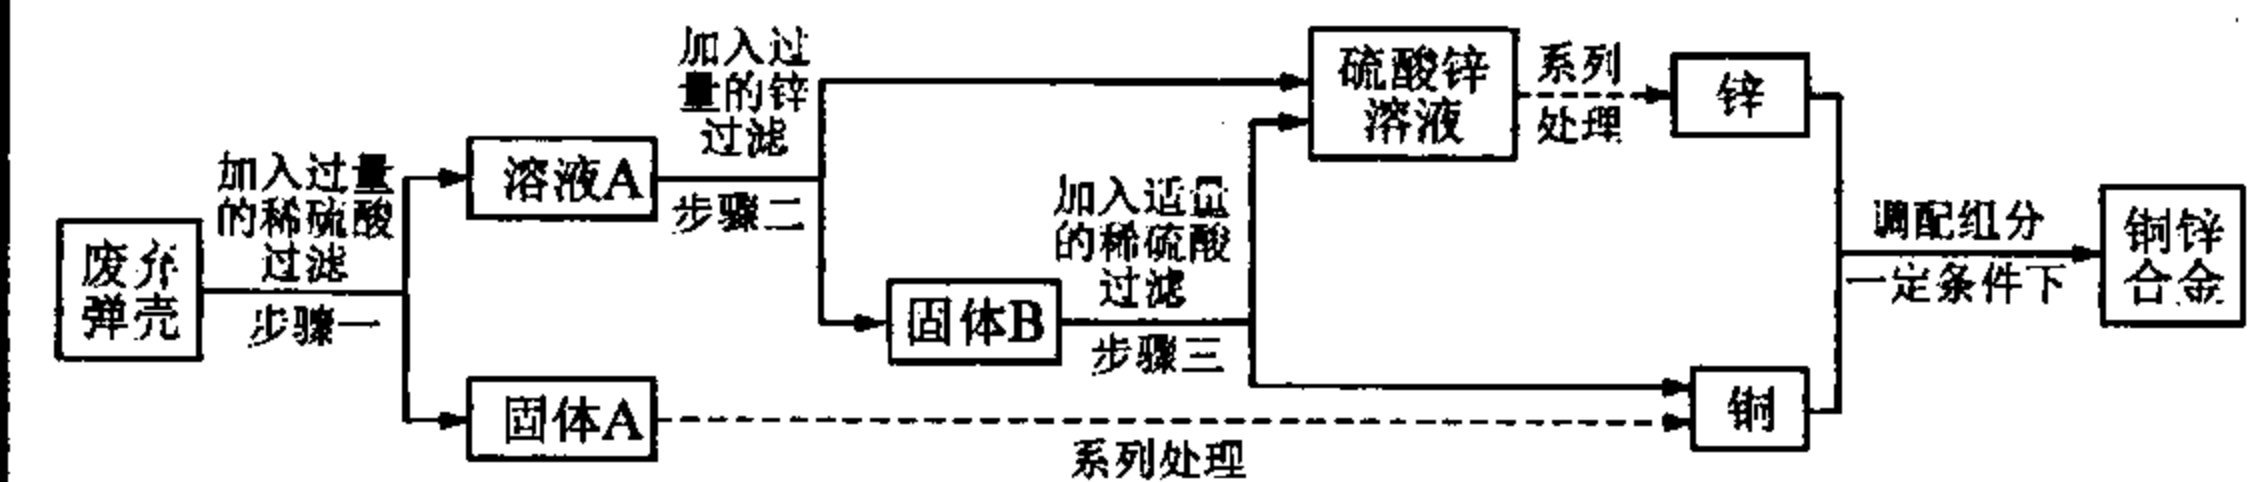 废弃
弹壳
加入过量
的稀硫酸
过滤
步骤一
溶液A
固体A
加入过
量的锌
过滤
步骤二
固体B
加入适量
的稀硫酸
过滤
步骤三
硫酸锌
溶液
系列
处理
锌
系列处理
铜
调配组分
一定条件下
铜锌
合金